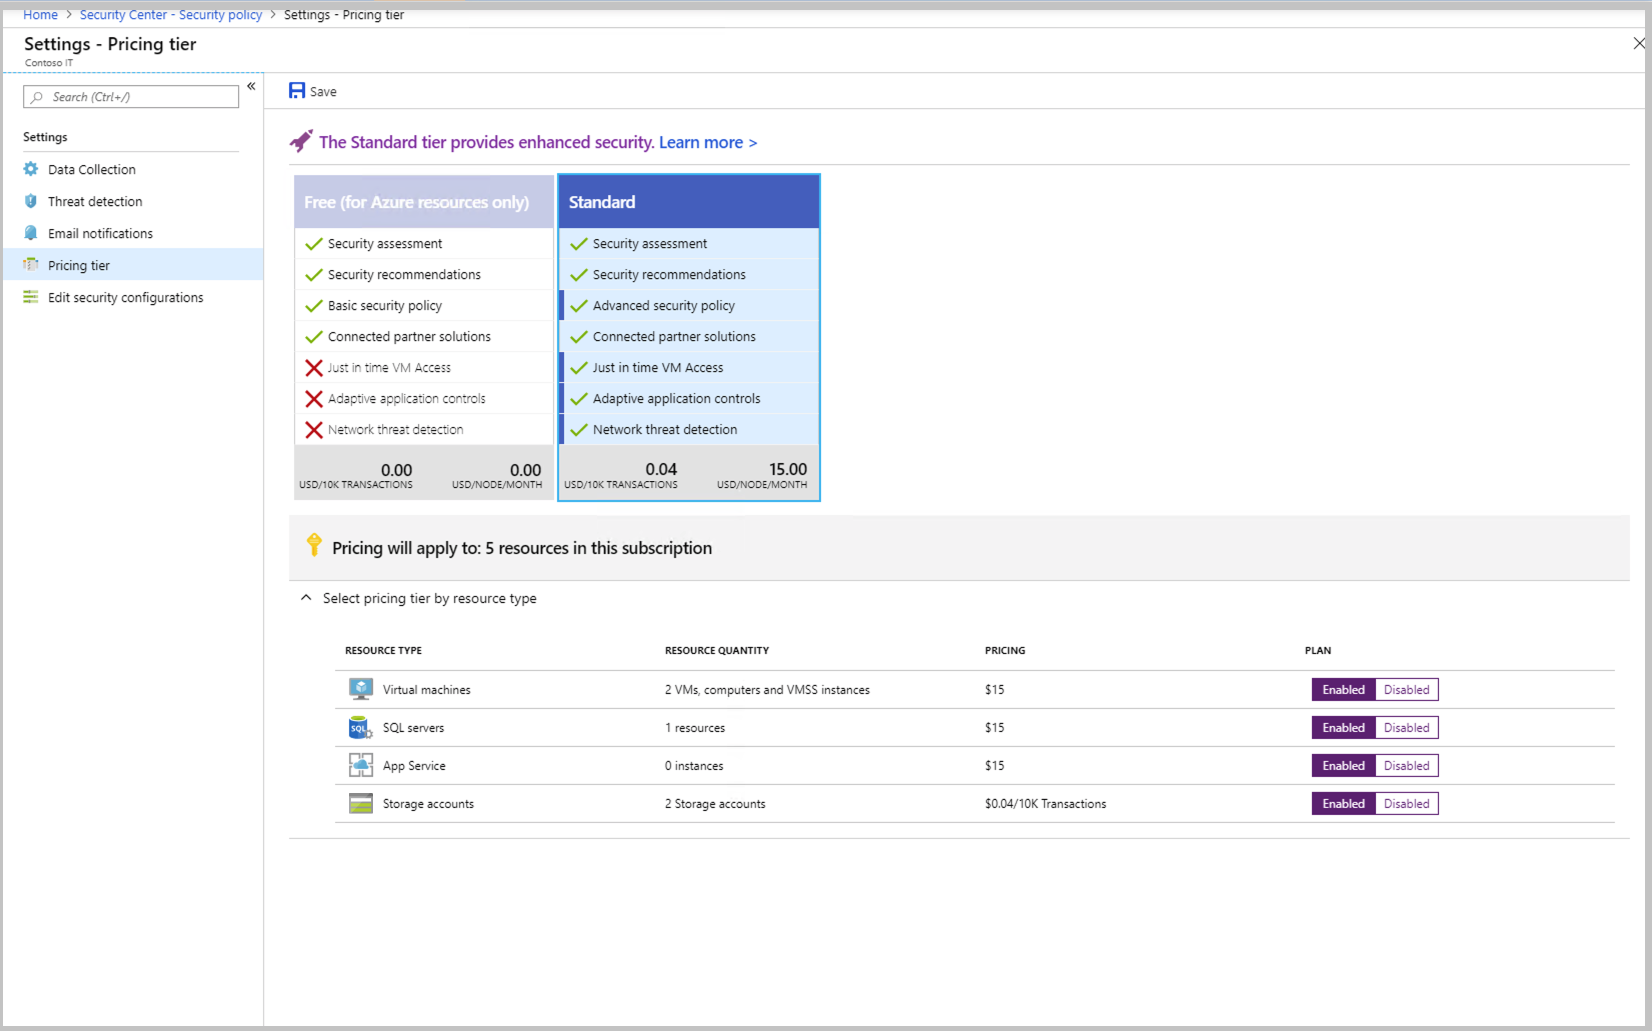 Home > Security Center - Security policy > Settings - Pricing tier
Settings - Pricing tier
Contoso IT
Search (Ctrl+/)
«
Settings
Data Collection
Threat detection
Email notifications
Pricing tier
Edit security configurations
Save
The Standard tier provides enhanced security. Learn more >
Free (for Azure resources only)
Security assessment
Security recommendations
Basic security policy
Connected partner solutions
Just in time VM Access
Adaptive application controls
Network threat detection
0.00 0.00
USD/10K TRANSACTIONS USD/NODE/MONTH
Standard
Security assessment
Security recommendations
Advanced security policy
Connected partner solutions
Just in time VM Access
Adaptive application controls
Network threat detection
0.04 15.00
USD/10K TRANSACTIONS USD/NODE/MONTH
Pricing will apply to: 5 resources in this subscription
Select pricing tier by resource type
RESOURCE TYPE RESOURCE QUANTITY PRICING PLAN
Virtual machines 2 VMs, computers and VMSS instances $15 Enabled Disabled
SQL servers 1 resources $15 Enabled Disabled
App Service 0 instances $15 Enabled Disabled
Storage accounts 2 Storage accounts $0.04/10K Transactions Enabled Disabled
SQL